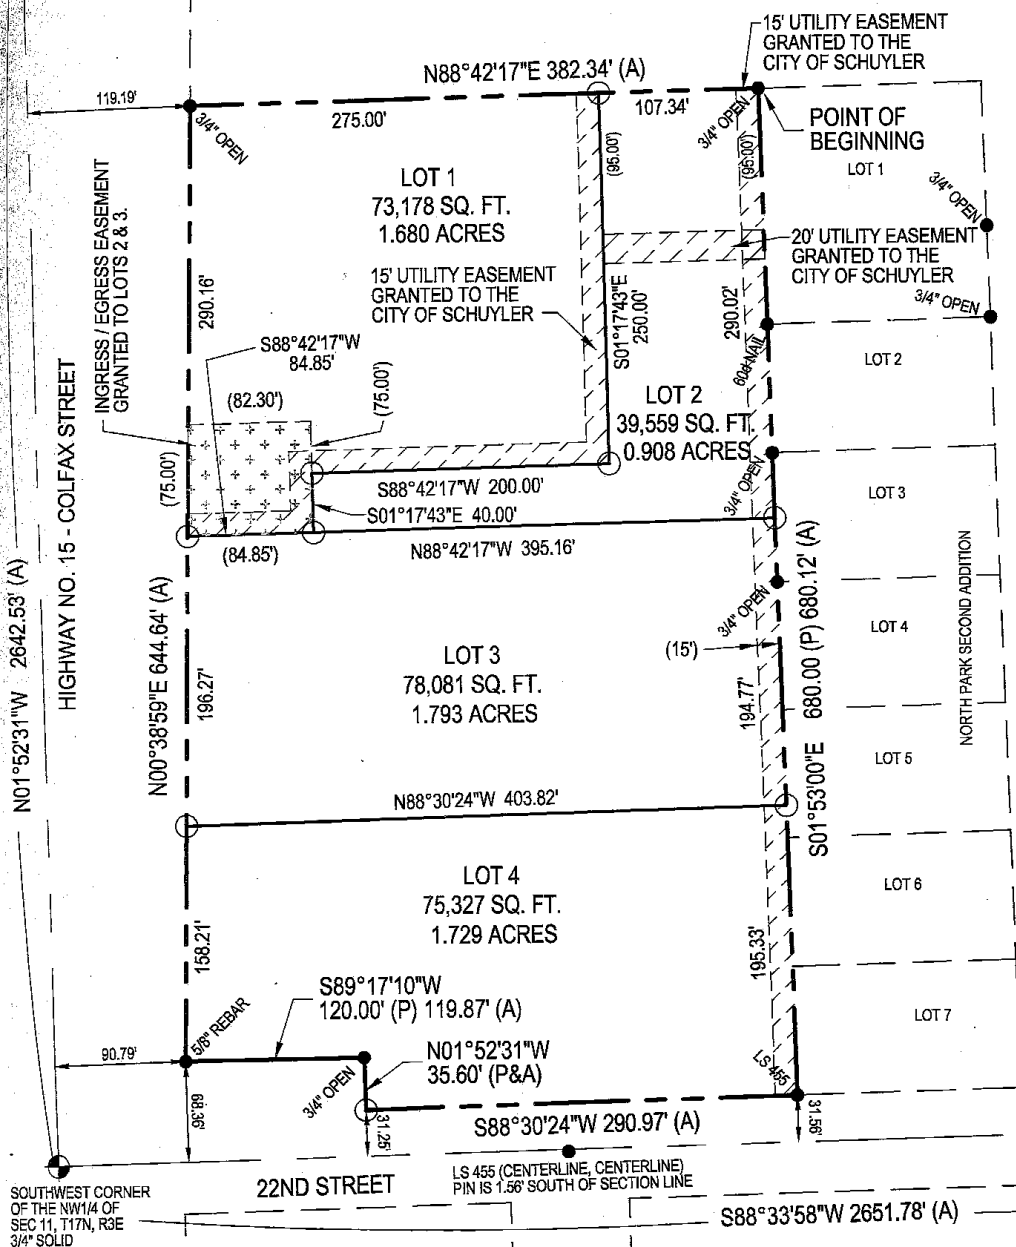 15' UTILITY EASEMENT
GRANTED TO THE
CITY OF SCHUYLER
N88°42'17"E 382.34' (A)
119.19'
3/4" OPEN
275.00'
107.34'
3/4" OPEN
POINT OF
BEGINNING
(95.00')
(95.00')
LOT 1
3/4" OPEN
3/4" OPEN
LOT 1
73,178 SQ. FT.
1.680 ACRES
INGRESS / EGRESS EASEMENT
GRANTED TO LOTS 2 & 3.
290.16'
15' UTILITY EASEMENT
GRANTED TO THE
CITY OF SCHUYLER
S01°17'43"E
250.00'
20' UTILITY EASEMENT
GRANTED TO THE
CITY OF SCHUYLER
290.02'
60d NAIL
LOT 2
S88°42'17"W
84.85'
(82.30')
(75.00')
(75.00')
LOT 2
39,559 SQ. FT.
0.908 ACRES
3/4" OPEN
LOT 3
S88°42'17"W 200.00'
S01°17'43"E 40.00'
(84.85')
N88°42'17"W 395.16'
HIGHWAY NO. 15 - COLFAX STREET
N01°52'31"W 2642.53' (A)
N00°38'59"E 644.64' (A)
196.27'
LOT 3
78,081 SQ. FT.
1.793 ACRES
3/4" OPEN
(15')
194.77'
S01°53'00"E 680.00 (P) 680.12' (A)
LOT 4
NORTH PARK SECOND ADDITION
LOT 5
N88°30'24"W 403.82'
LOT 4
75,327 SQ. FT.
1.729 ACRES
LOT 6
158.21'
195.33'
S89°17'10"W
120.00' (P) 119.87' (A)
5/8" REBAR
LOT 7
90.79'
N01°52'31"W
35.60' (P&A)
3/4" OPEN
LS 455
68.36'
31.25'
S88°30'24"W 290.97' (A)
31.56'
22ND STREET
LS 455 (CENTERLINE, CENTERLINE)
PIN IS 1.56' SOUTH OF SECTION LINE
SOUTHWEST CORNER
OF THE NW1/4 OF
SEC 11, T17N, R3E
3/4" SOLID
S88°33'58"W 2651.78' (A)